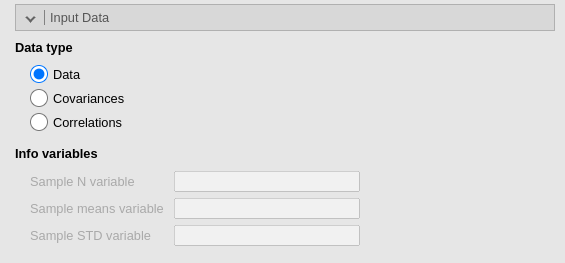 Input Data
Data type
Data
Covariances
Correlations
Info variables
Sample N variable
Sample means variable
Sample STD variable